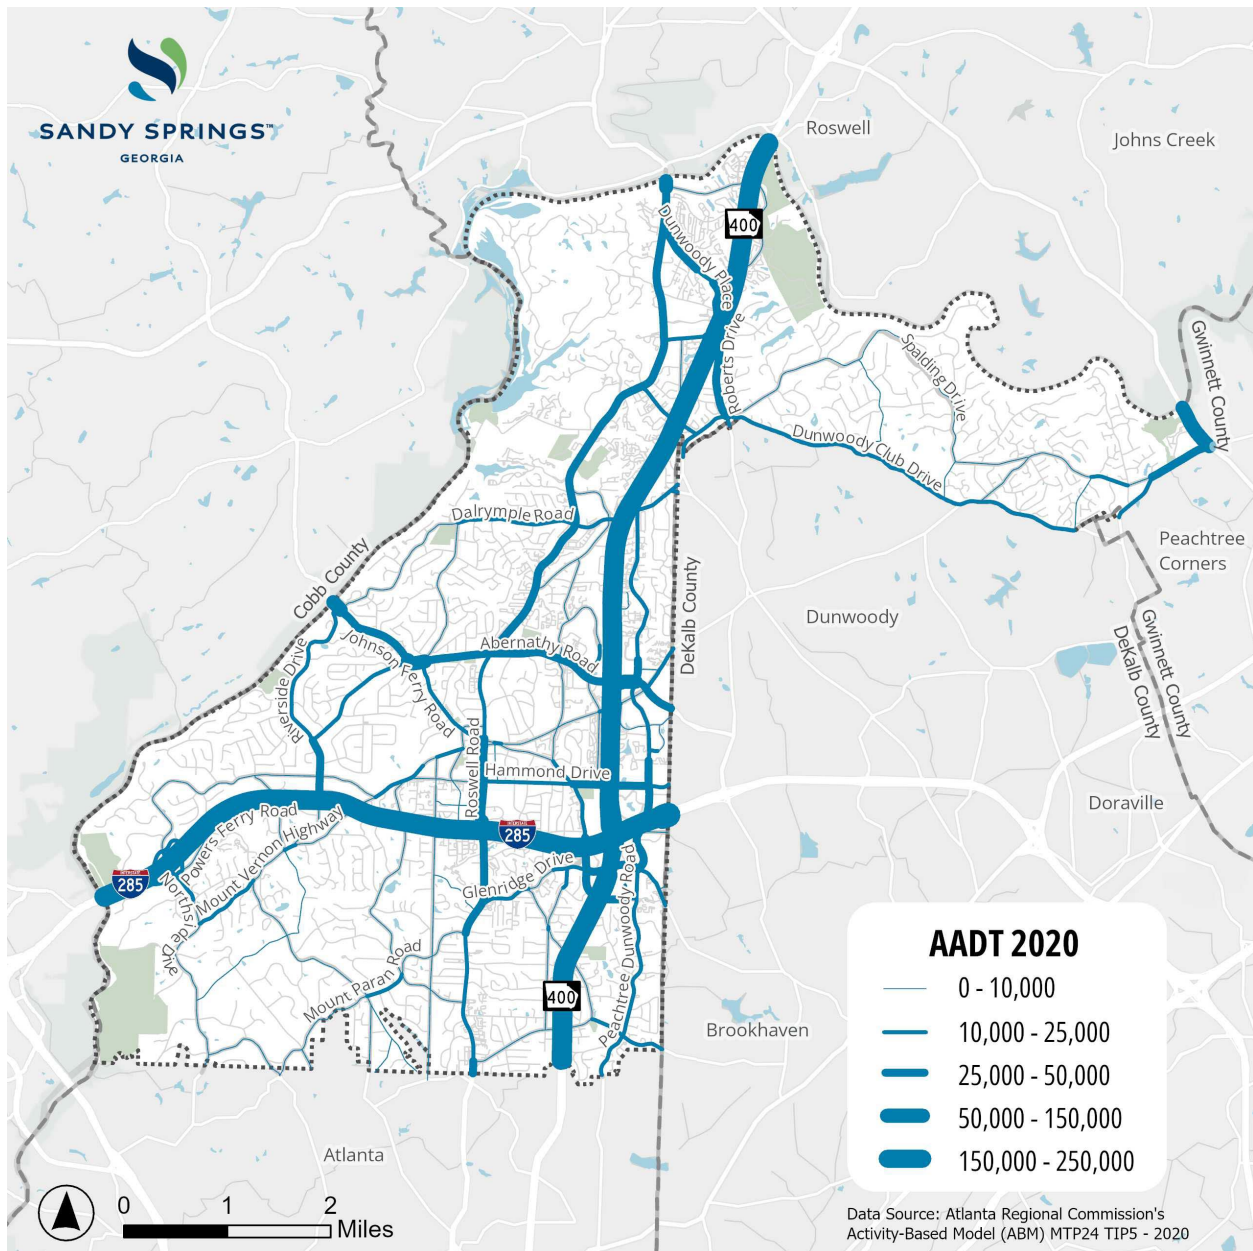 SANDY SPRINGS™
GEORGIA
Roswell
Johns Creek
400
Dunwoody Place
Roberts Drive
Spalding Drive
Gwinnett County
Dunwoody Club Drive
Dalrymple Road
Peachtree
Corners
Cobb County
DeKalb County
Dunwoody
Gwinnett County
DeKalb County
Johnson Ferry Road
Abernathy Road
Riverside Drive
Roswell Road
Hammond Drive
Doraville
Powers Ferry Road
INTERSTATE
285
Mount Vernon Highway
INTERSTATE
285
Northside Drive
Glenridge Drive
Peachtree Dunwoody Road
Mount Paran Road
400
Brookhaven
Atlanta
AADT 2020
0 - 10,000
10,000 - 25,000
25,000 - 50,000
50,000 - 150,000
150,000 - 250,000
0 1 2
Miles
Data Source: Atlanta Regional Commission's
Activity-Based Model (ABM) MTP24 TIP5 - 2020